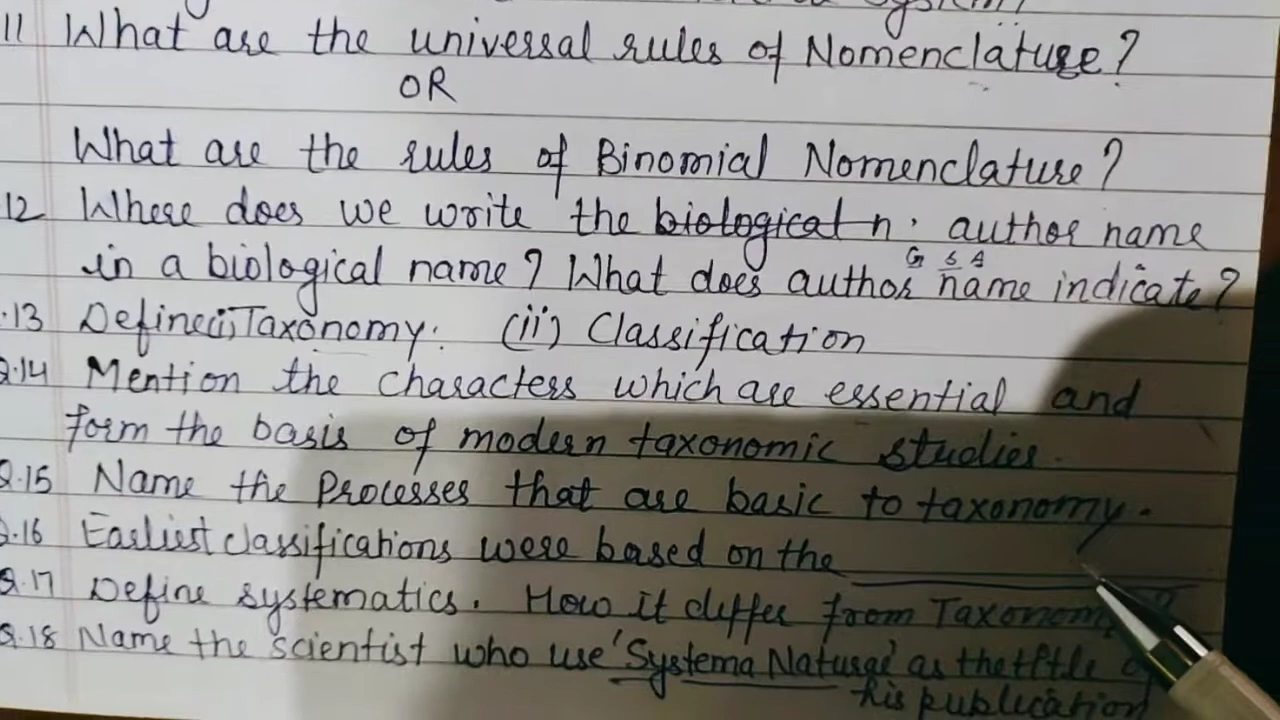 11 What are the universal rules of Nomenclature?
OR
What are the rules of Binomial Nomenclature?
12 Where does we write the biological n. author name
G S A
in a biological name? What does author name indicate?
.13 Define (i) Taxonomy. (ii) Classification
Q.14 Mention the characters which are essential and
form the basis of modern taxonomic studies.
Q.15 Name the Processes that are basic to taxonomy.
Q.16 Earliest classifications were based on the ________
Q.17 Define systematics. How it differ from Taxonomy
Q.18 Name the scientist who use 'Systema Naturae' as the title
his publication